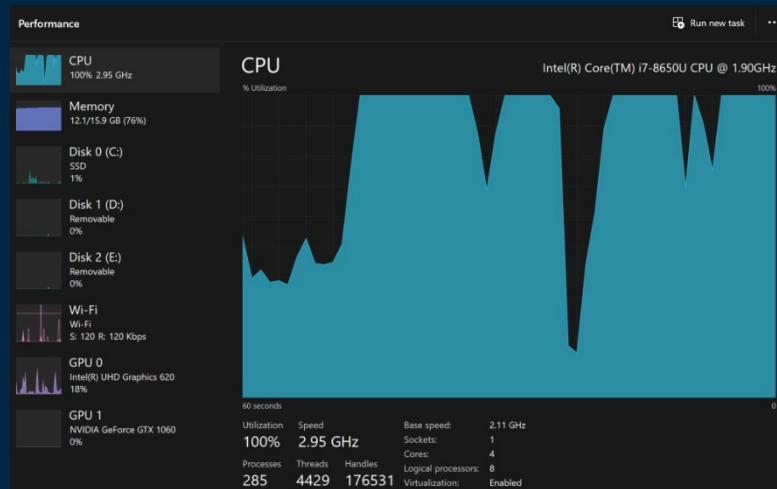 Performance
Run new task
CPU
100% 2.95 GHz
Memory
12.1/15.9 GB (76%)
Disk 0 (C:)
SSD
1%
Disk 1 (D:)
Removable
0%
Disk 2 (E:)
Removable
0%
Wi-Fi
Wi-Fi
S: 120 R: 120 Kbps
GPU 0
Intel(R) UHD Graphics 620
18%
GPU 1
NVIDIA GeForce GTX 1060
0%
CPU Intel(R) Core(TM) i7-8650U CPU @ 1.90GHz
% Utilization 100%
60 seconds 0
Utilization Speed
100% 2.95 GHz
Processes Threads Handles
285 4429 176531
Base speed: 2.11 GHz
Sockets: 1
Cores: 4
Logical processors: 8
Virtualization: Enabled